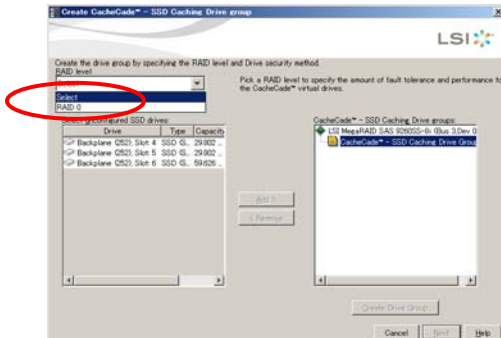 Create CacheCade™ - SSD Caching Drive group
LSI
Create the drive group by specifying the RAID level and Drive security method.
RAID level
Pick a RAID level to specify the amount of fault tolerance and performance fo
the CacheCade™ virtual drives.
Select
RAID 0
Select unconfigured SSD drives:
Drive Type Capacity
Backplane (252), Slot: 4 SSD (S... 29.802 ...
Backplane (252), Slot: 5 SSD (S... 29.802 ...
Backplane (252), Slot: 6 SSD (S... 59.626 ...
CacheCade™ - SSD Caching Drive groups:
LSI MegaRAID SAS 9260SS-8i (Bus 3,Dev 0
CacheCade™ - SSD Caching Drive Group
Add >
< Remove
Create Drive Group
Cancel Next Help